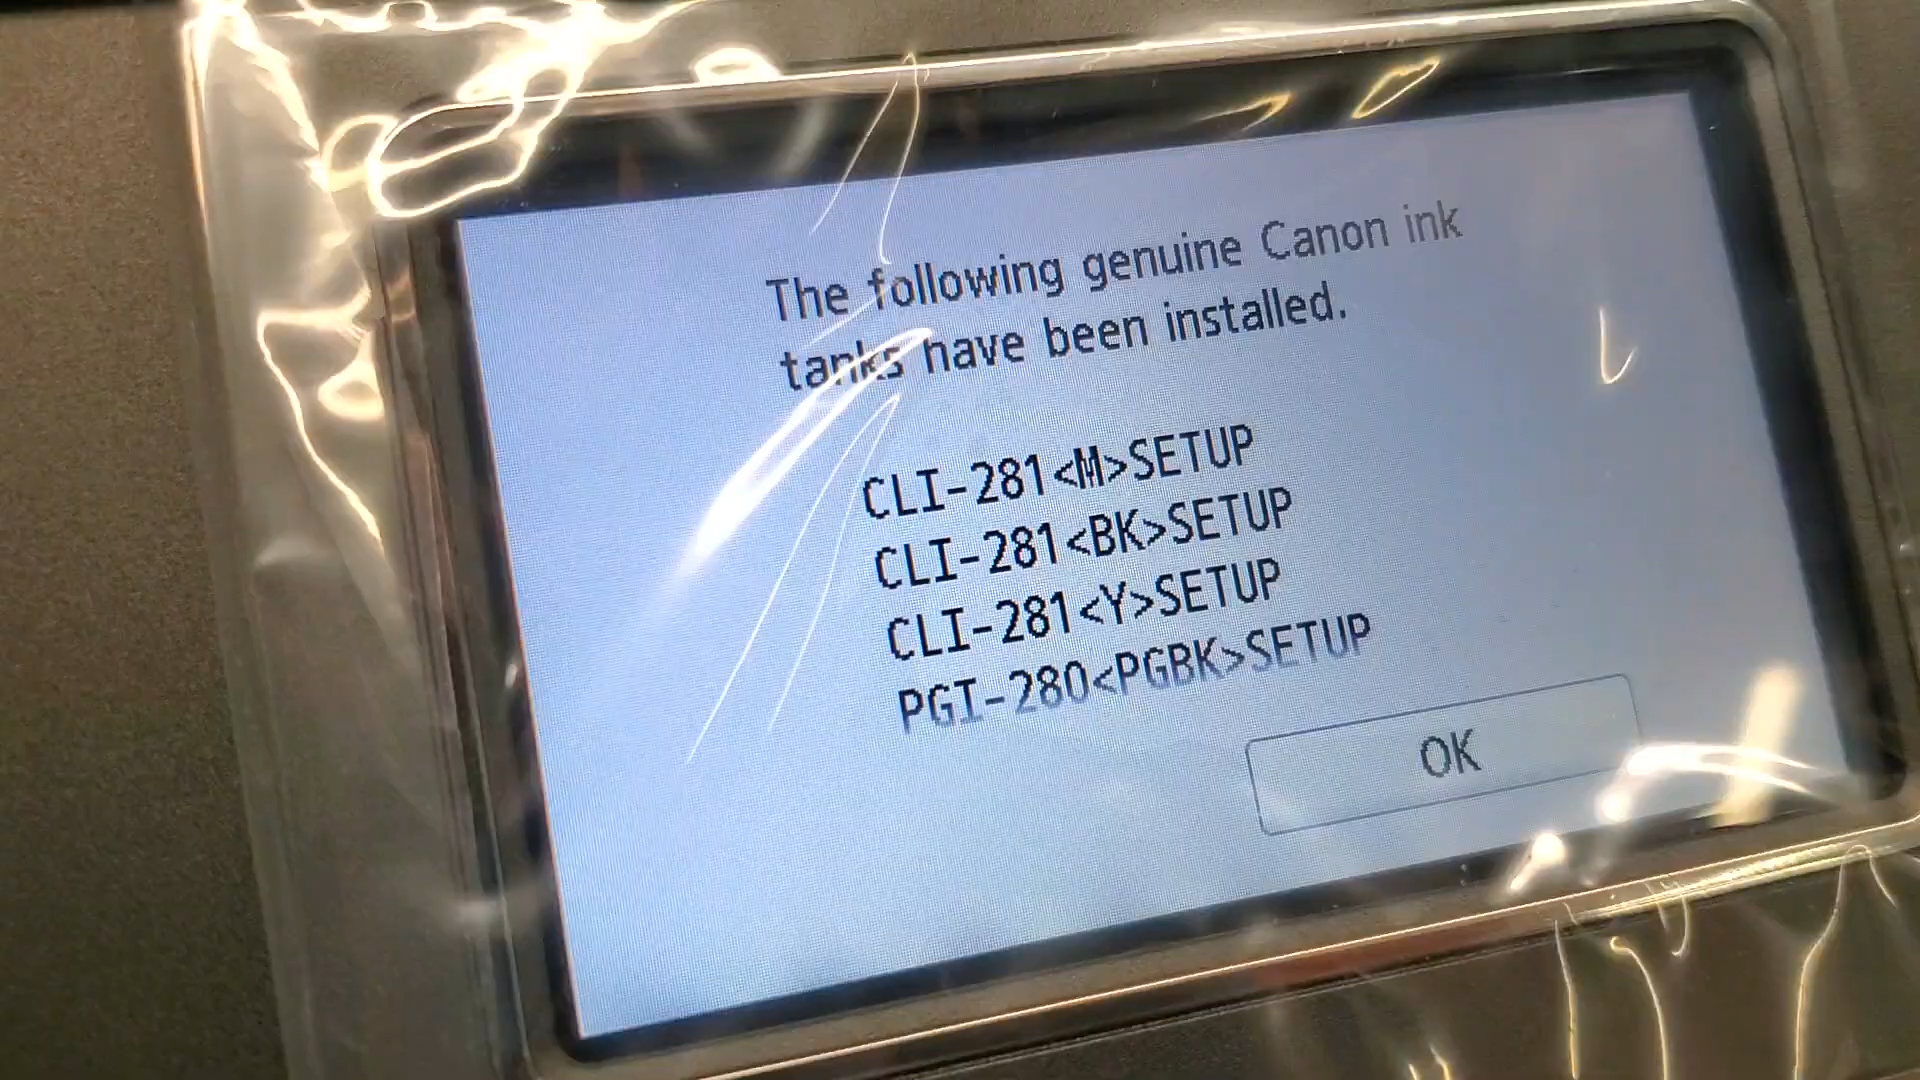 The following genuine Canon ink
tanks have been installed.
CLI-281<M>SETUP
CLI-281<BK>SETUP
CLI-281<Y>SETUP
PGI-280<PGBK>SETUP
OK